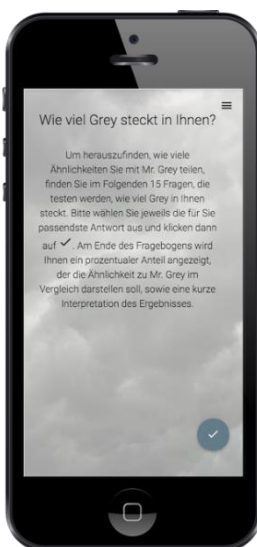 Wie viel Grey steckt in Ihnen?
Um herauszufinden, wie viele
Ähnlichkeiten Sie mit Mr. Grey teilen,
finden Sie im Folgenden 15 Fragen, die
testen werden, wie viel Grey in Ihnen
steckt. Bitte wählen Sie jeweils die für Sie
passendste Antwort aus und klicken dann
auf ✓. Am Ende des Fragebogens wird
Ihnen ein prozentualer Anteil angezeigt,
der die Ähnlichkeit zu Mr. Grey im
Vergleich darstellen soll, sowie eine kurze
Interpretation des Ergebnisses.